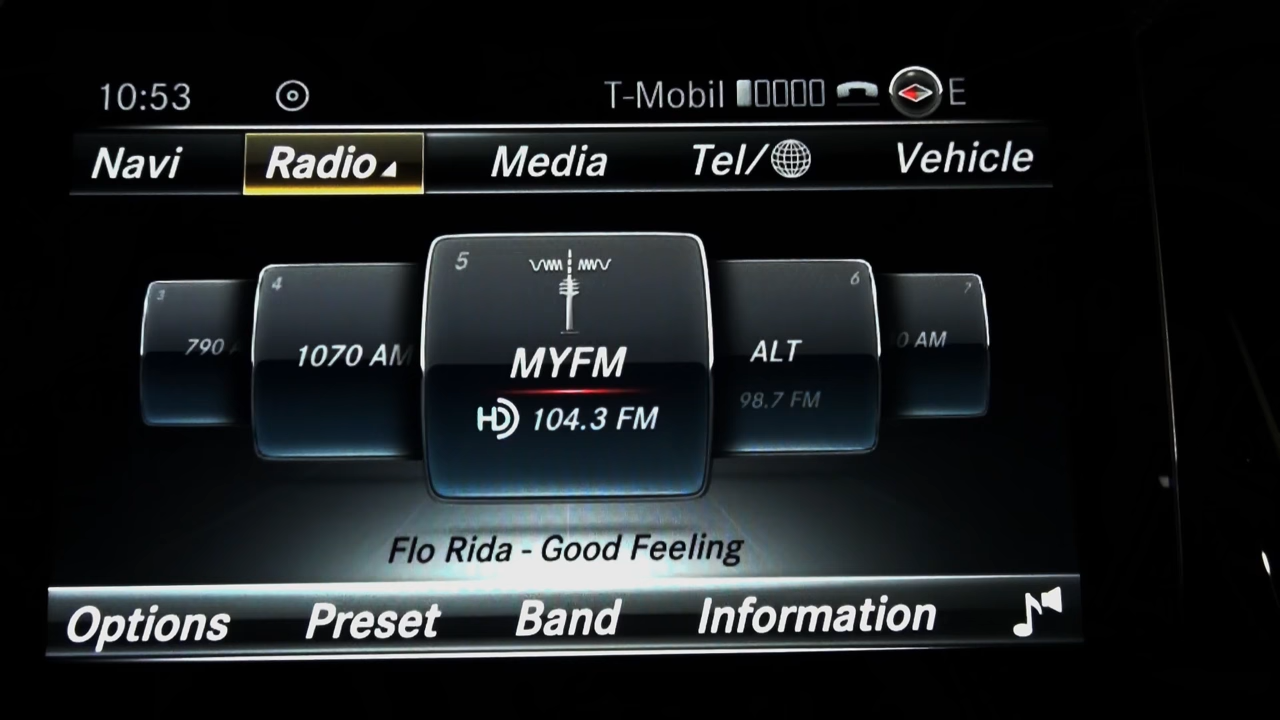 10:53 T-Mobil E
Navi Radio Media Tel/ Vehicle
3 4 5 6 7
790 1070 AM MYFM ALT 0 AM
HD 104.3 FM 98.7 FM
Flo Rida - Good Feeling
Options Preset Band Information